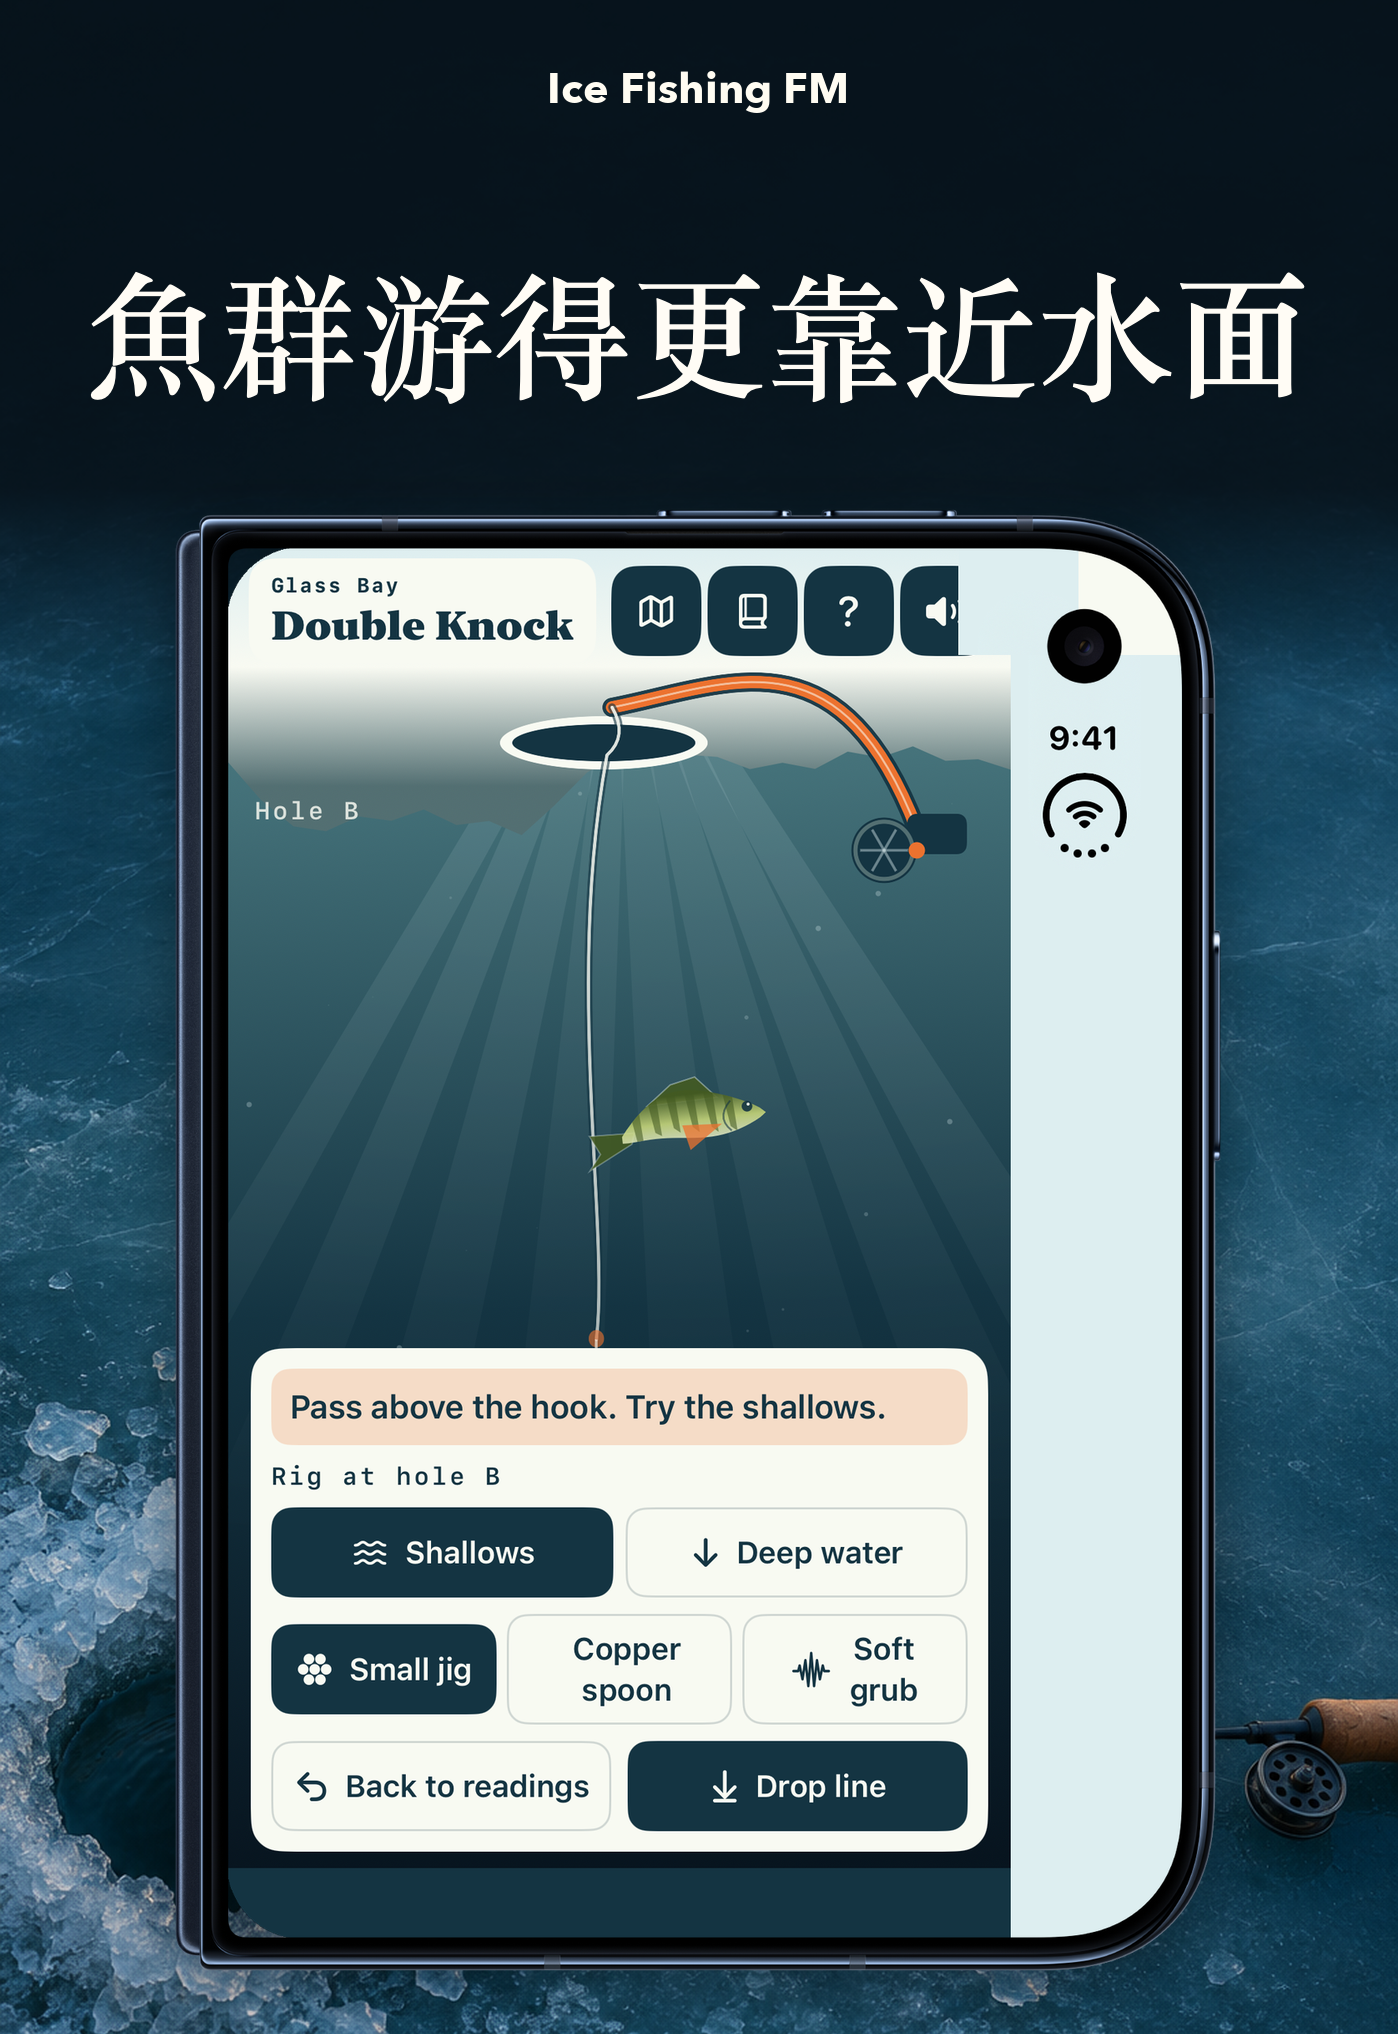 Ice Fishing FM
魚群游得更靠近水面
Glass Bay
Double Knock
?
9:41
Hole B
Pass above the hook. Try the shallows.
Rig at hole B
Shallows
Deep water
Small jig
Copper
spoon
Soft
grub
Back to readings
Drop line